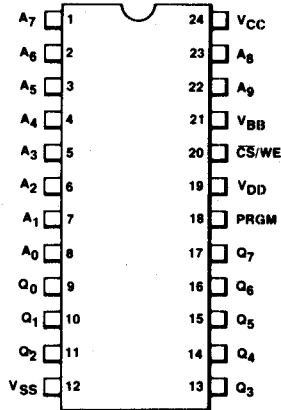 A7 1 24 VCC
A6 2 23 A8
A5 3 22 A9
A4 4 21 VBB
A3 5 20 C̅S̅/WE
A2 6 19 VDD
A1 7 18 PRGM
A0 8 17 Q7
Q0 9 16 Q6
Q1 10 15 Q5
Q2 11 14 Q4
VSS 12 13 Q3